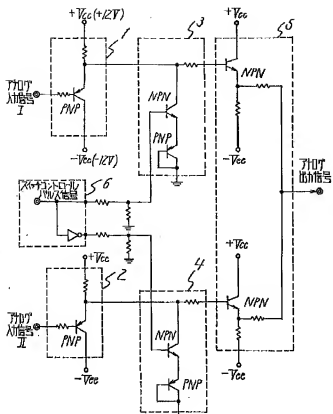 +Vcc(+12V)
+Vcc
1
3
5
アナログ
入力信号
I
PNP
NPN
NPN
PNP
-Vcc(-12V)
-Vcc
スイッチコントロール
パルス信号
6
アナログ
出力信号
+Vcc
+Vcc
2
4
アナログ
入力信号
II
PNP
NPN
NPN
PNP
-Vcc
-Vcc